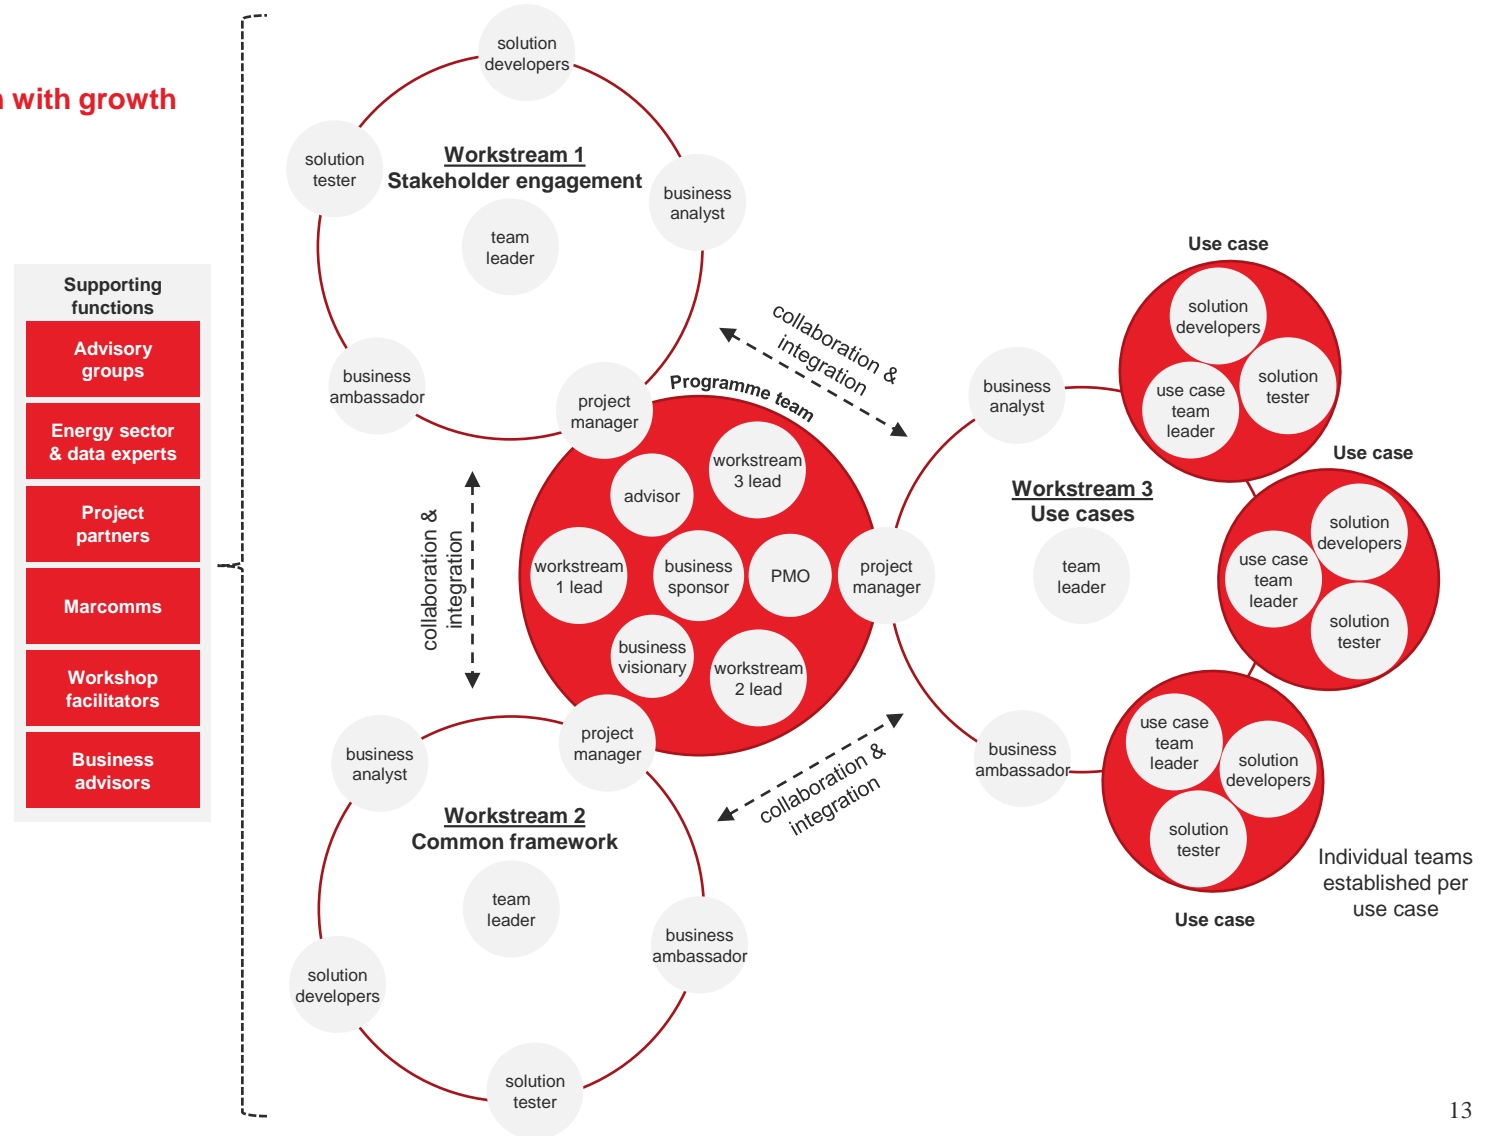 with growth
Supporting
functions
Advisory
groups
Energy sector
& data experts
Project
partners
Marcomms
Workshop
facilitators
Business
advisors
solution
developers
solution
tester
Workstream 1
Stakeholder engagement
business
analyst
team
leader
business
ambassador
project
manager
collaboration &
integration
collaboration &
integration
Programme team
workstream
3 lead
advisor
workstream
1 lead
business
sponsor
PMO
project
manager
business
visionary
workstream
2 lead
project
manager
business
analyst
Workstream 2
Common framework
team
leader
business
ambassador
solution
developers
solution
tester
collaboration &
integration
business
analyst
Workstream 3
Use cases
team
leader
business
ambassador
Use case
solution
developers
use case
team
leader
solution
tester
Use case
solution
developers
use case
team
leader
solution
tester
use case
team
leader
solution
developers
solution
tester
Use case
Individual teams
established per
use case
13